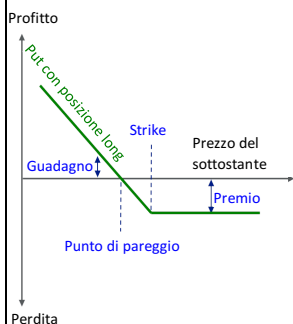 Profitto
Put con posizione long
Strike
Prezzo del
sottostante
Guadagno
Premio
Punto di pareggio
Perdita